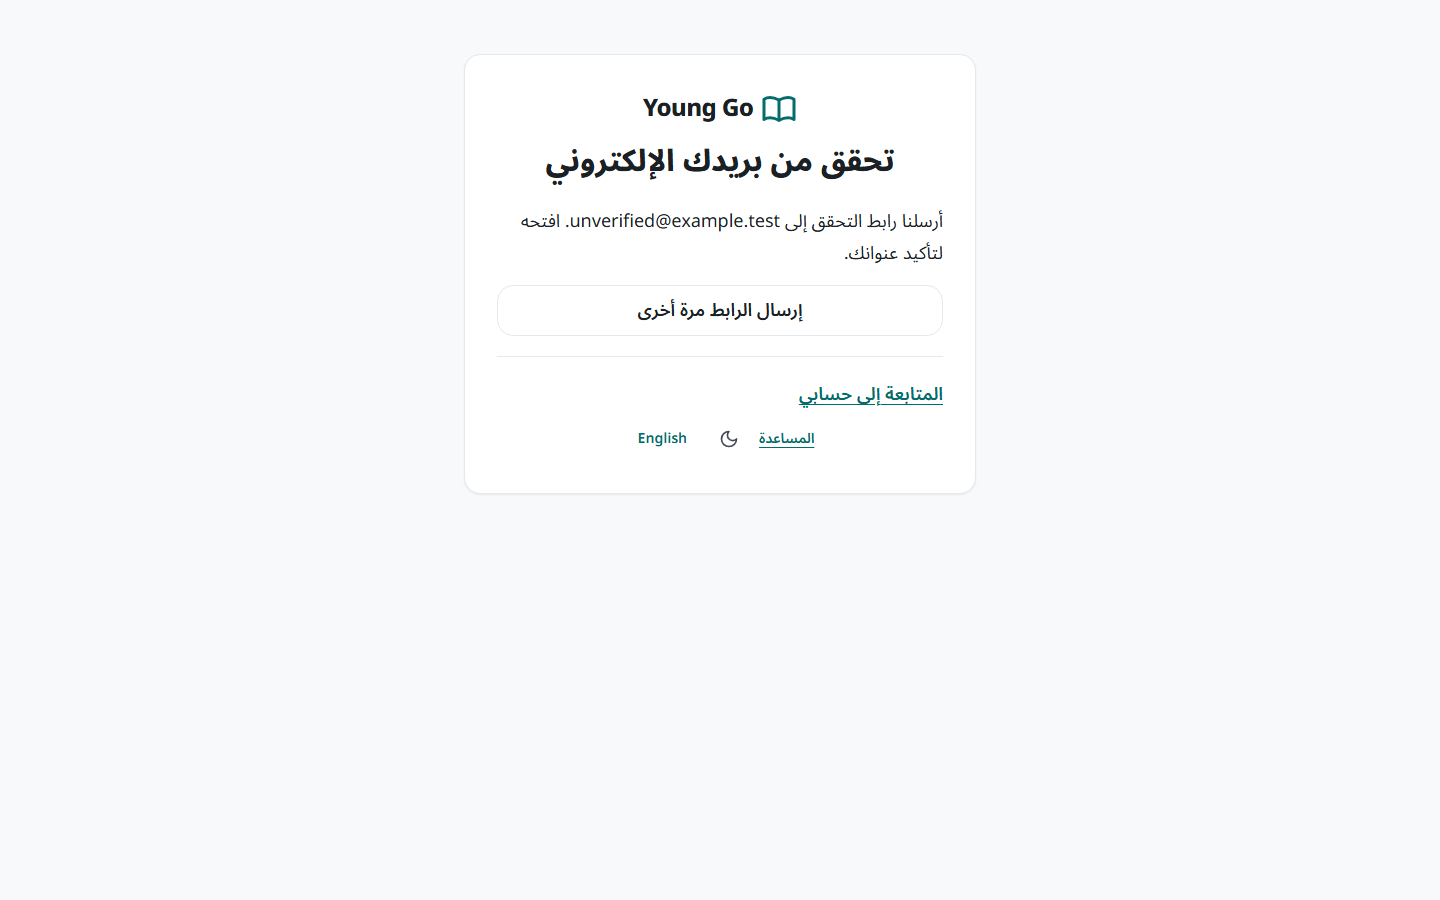 Young Go
تحقق من بريدك الإلكتروني
أرسلنا رابط التحقق إلى unverified@example.test. افتحه
لتأكيد عنوانك.
إرسال الرابط مرة أخرى
المتابعة إلى حسابي
المساعدة English